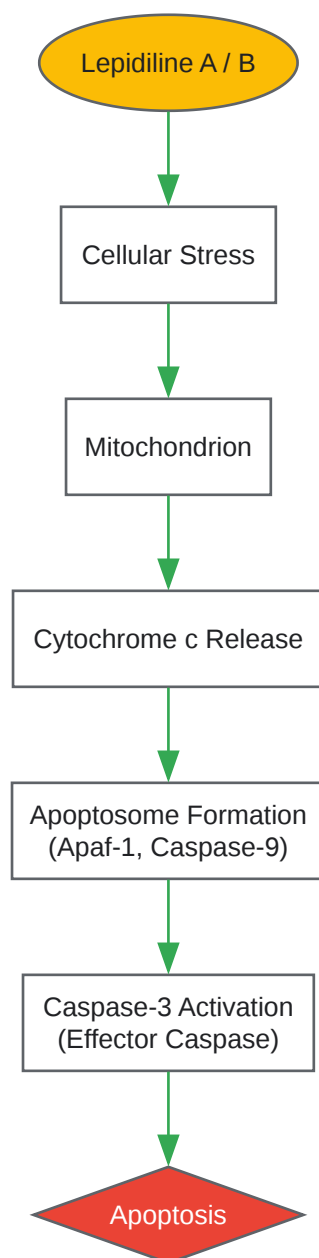 Lepidiline A / B
Cellular Stress
Mitochondrion
Cytochrome c Release
Apoptosome Formation
(Apaf-1, Caspase-9)
Caspase-3 Activation
(Effector Caspase)
Apoptosis